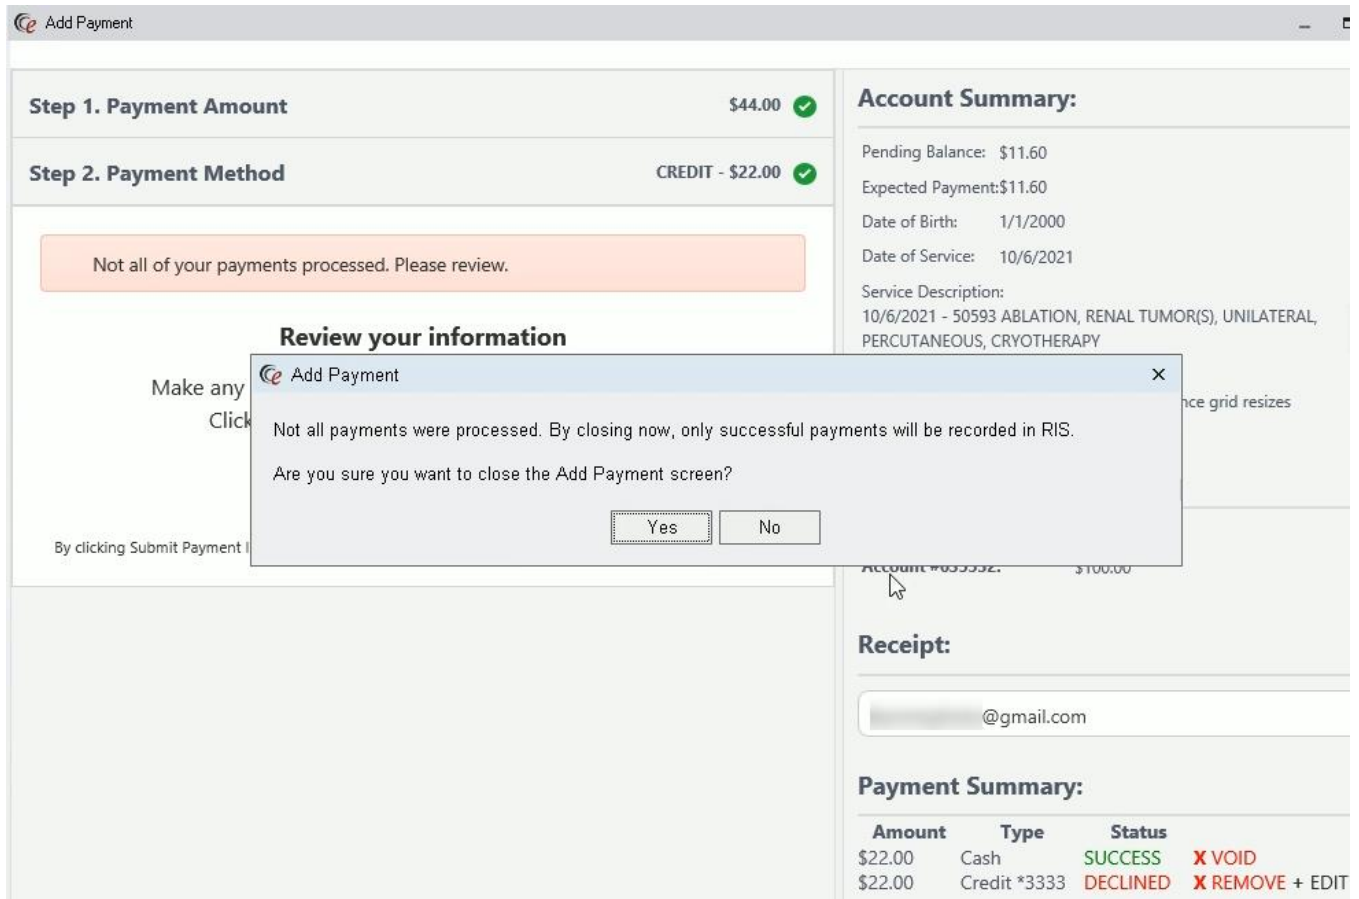 Add Payment
Step 1. Payment Amount $44.00
Step 2. Payment Method CREDIT - $22.00
Not all of your payments processed. Please review.
Review your information
Make any
Click
By clicking Submit Payment I
Add Payment
Not all payments were processed. By closing now, only successful payments will be recorded in RIS.
Are you sure you want to close the Add Payment screen?
Yes No
Account Summary:
Pending Balance: $11.60
Expected Payment:$11.60
Date of Birth: 1/1/2000
Date of Service: 10/6/2021
Service Description:
10/6/2021 - 50593 ABLATION, RENAL TUMOR(S), UNILATERAL,
PERCUTANEOUS, CRYOTHERAPY
grid resizes
Account $100.00
Receipt:
@gmail.com
Payment Summary:
Amount Type Status
$22.00 Cash SUCCESS X VOID
$22.00 Credit *3333 DECLINED X REMOVE + EDIT